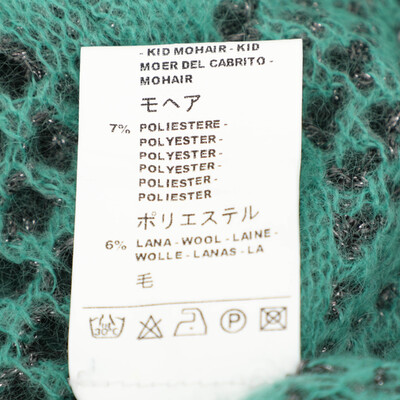 - KID MOHAIR - KID
MOER DEL CABRITO -
MOHAIR
モヘア
7% POLIESTERE -
POLYESTER -
POLYESTER -
POLYESTER -
POLIESTER -
POLIESTER
ポリエステル
6% LANA - WOOL - LAINE -
WOLLE - LANAS - LA
毛
30°C P